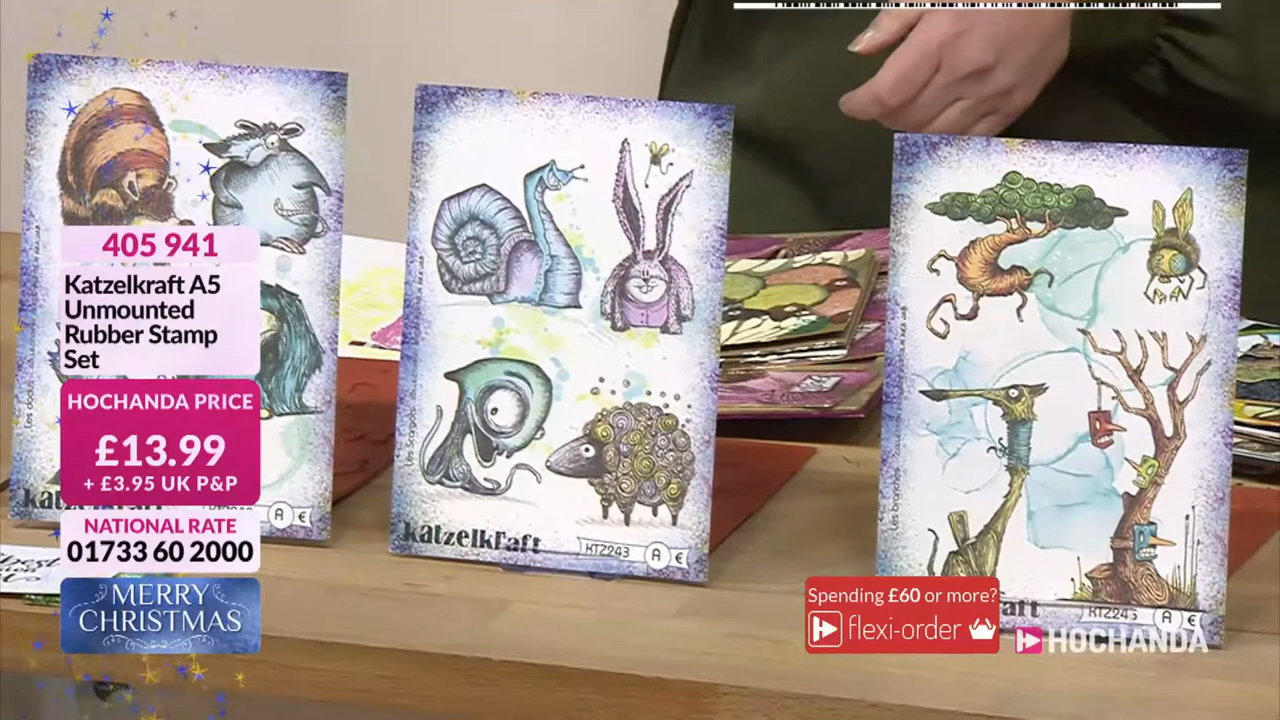 405 941
Katzelkraft A5
Unmounted
Rubber Stamp
Set
HOCHANDA PRICE
£13.99
+ £3.95 UK P&P
NATIONAL RATE
01733 60 2000
MERRY
CHRISTMAS
katzelkraft
KTZ243
A
€
A
€
KTZ245
A
€
Spending £60 or more?
flexi-order
HOCHANDA